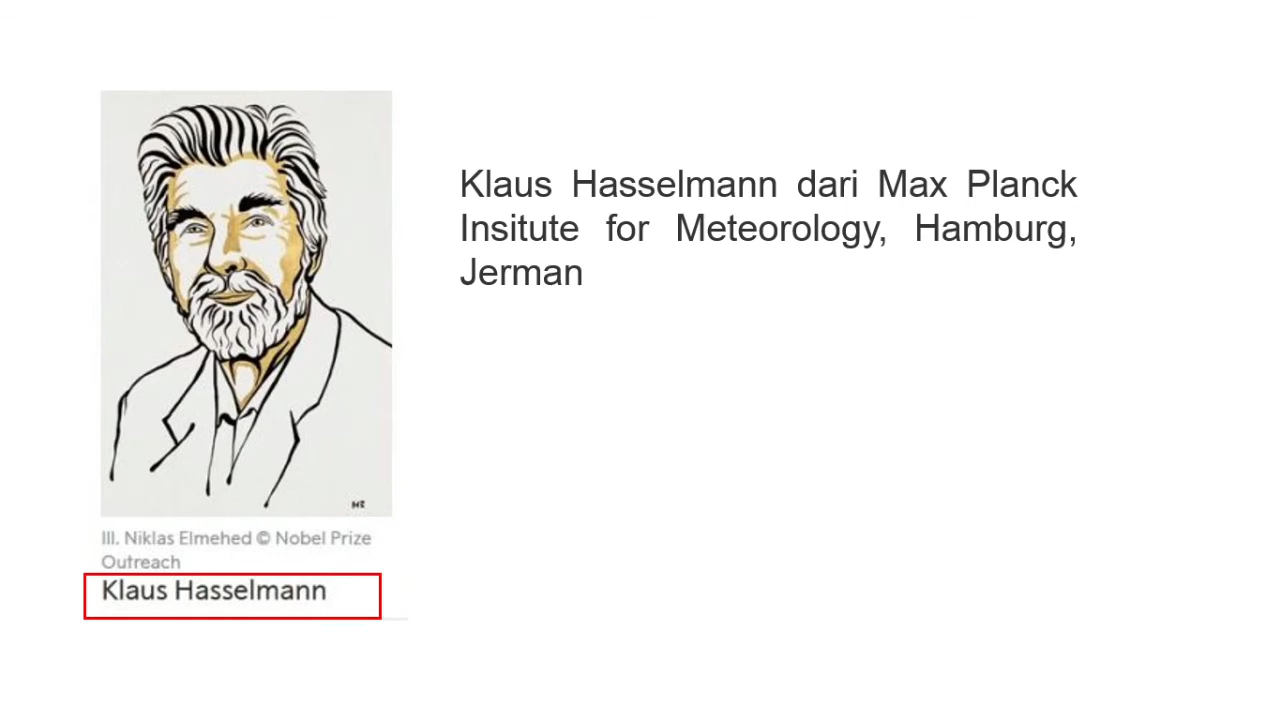 Klaus Hasselmann dari Max Planck
Insitute for Meteorology, Hamburg,
Jerman
Ill. Niklas Elmehed © Nobel Prize
Outreach
Klaus Hasselmann